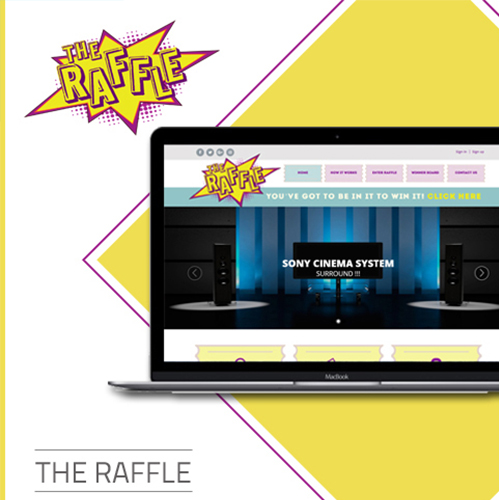 THE
RAFFLE
Sign in | Sign up
THE
RAFFLE
HOME
HOW IT WORKS
ENTER RAFFLE
WINNER BOARD
CONTACT US
YOU'VE GOT TO BE IN IT TO WIN IT! CLICK HERE
SONY CINEMA SYSTEM
SURROUND !!!
MacBook
THE RAFFLE